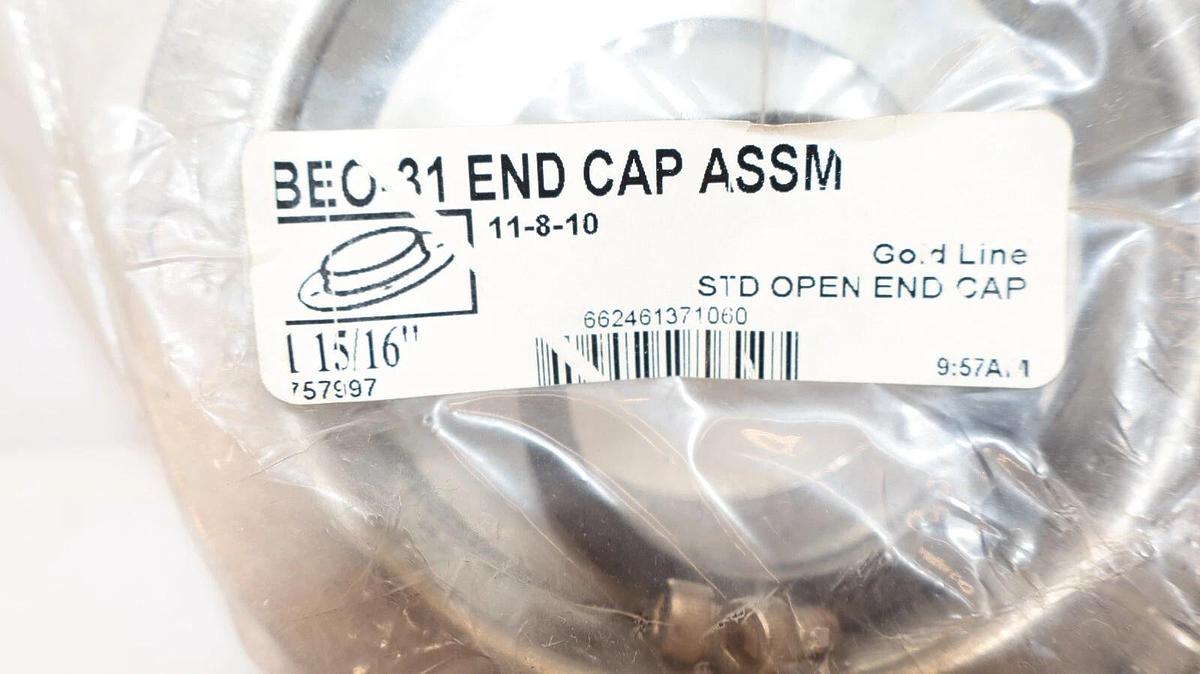 BEO-31 END CAP ASSM
11-8-10
Gold Line
STD OPEN END CAP
662461371060
1 15/16"
757997
9:57AM